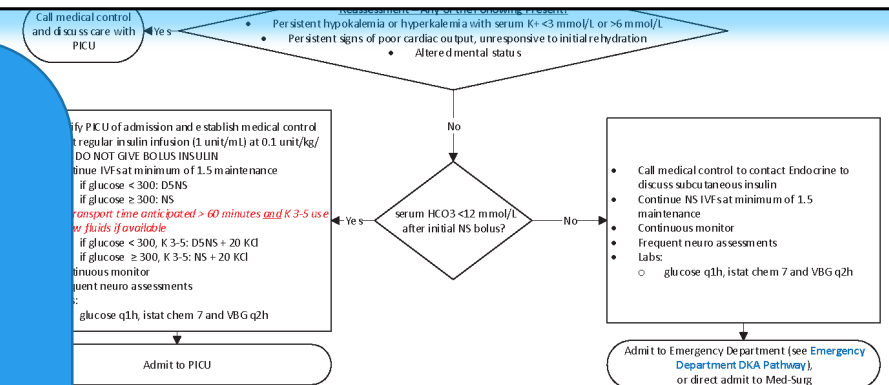 Reassessment – Any of the Following Present?
Call medical control
and discuss care with
PICU
Yes
• Persistent hypokalemia or hyperkalemia with serum K+ <3 mmol/L or >6 mmol/L
• Persistent signs of poor cardiac output, unresponsive to initial rehydration
• Altered mental status
No
ify PICU of admission and establish medical control
t regular insulin infusion (1 unit/mL) at 0.1 unit/kg/
DO NOT GIVE BOLUS INSULIN
tinue IVFs at minimum of 1.5 maintenance
if glucose < 300: D5NS
if glucose ≥ 300: NS
ransport time anticipated > 60 minutes and K 3-5 use
w fluids if available
if glucose < 300, K 3-5: D5NS + 20 KCl
if glucose ≥ 300, K 3-5: NS + 20 KCl
tinuous monitor
quent neuro assessments
s:
glucose q1h, istat chem 7 and VBG q2h
Yes
serum HCO3 <12 mmol/L
after initial NS bolus?
No
• Call medical control to contact Endocrine to
discuss subcutaneous insulin
• Continue NS IVFs at minimum of 1.5
maintenance
• Continuous monitor
• Frequent neuro assessments
• Labs:
o glucose q1h, istat chem 7 and VBG q2h
Admit to PICU
Admit to Emergency Department (see Emergency
Department DKA Pathway),
or direct admit to Med-Surg